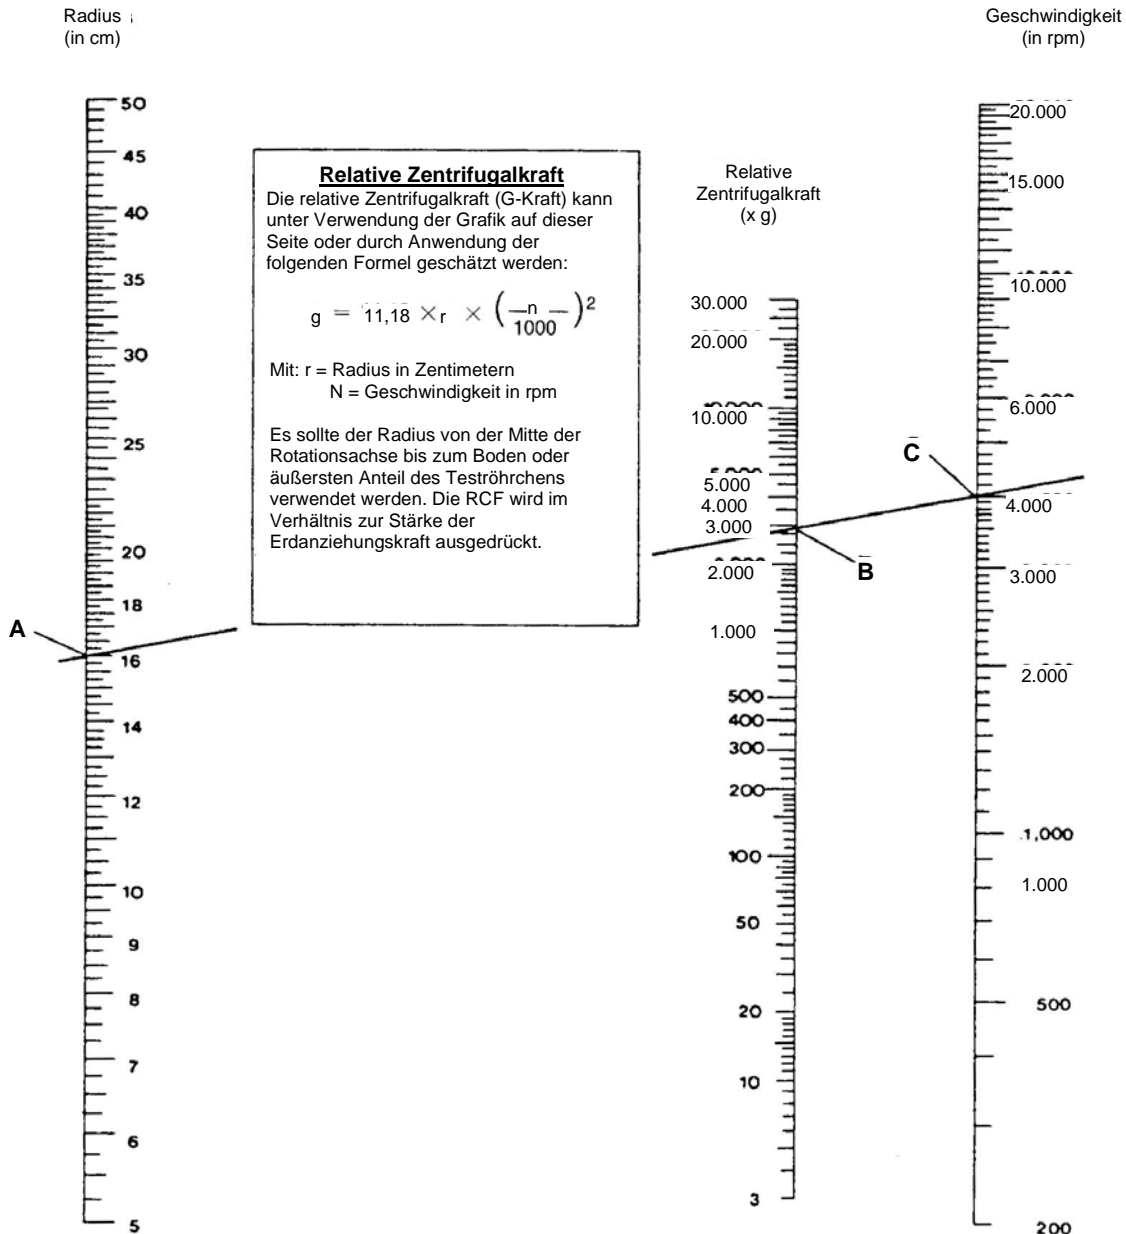 Radius
(in cm)
Geschwindigkeit
(in rpm)
50
45
40
35
30
25
20
18
16
14
12
10
9
8
7
6
5
A
Relative Zentrifugalkraft
Die relative Zentrifugalkraft (G-Kraft) kann
unter Verwendung der Grafik auf dieser
Seite oder durch Anwendung der
folgenden Formel geschätzt werden:
g = 11,18 × r × (n/1000)²
Mit: r = Radius in Zentimetern
N = Geschwindigkeit in rpm
Es sollte der Radius von der Mitte der
Rotationsachse bis zum Boden oder
äußersten Anteil des Teströhrchens
verwendet werden. Die RCF wird im
Verhältnis zur Stärke der
Erdanziehungskraft ausgedrückt.
Relative
Zentrifugalkraft
(x g)
30.000
20.000
10.000
5.000
4.000
3.000
2.000
1.000
500
400
300
200
100
50
20
10
3
B
C
20.000
15.000
10.000
6.000
4.000
3.000
2.000
1,000
1.000
500
200